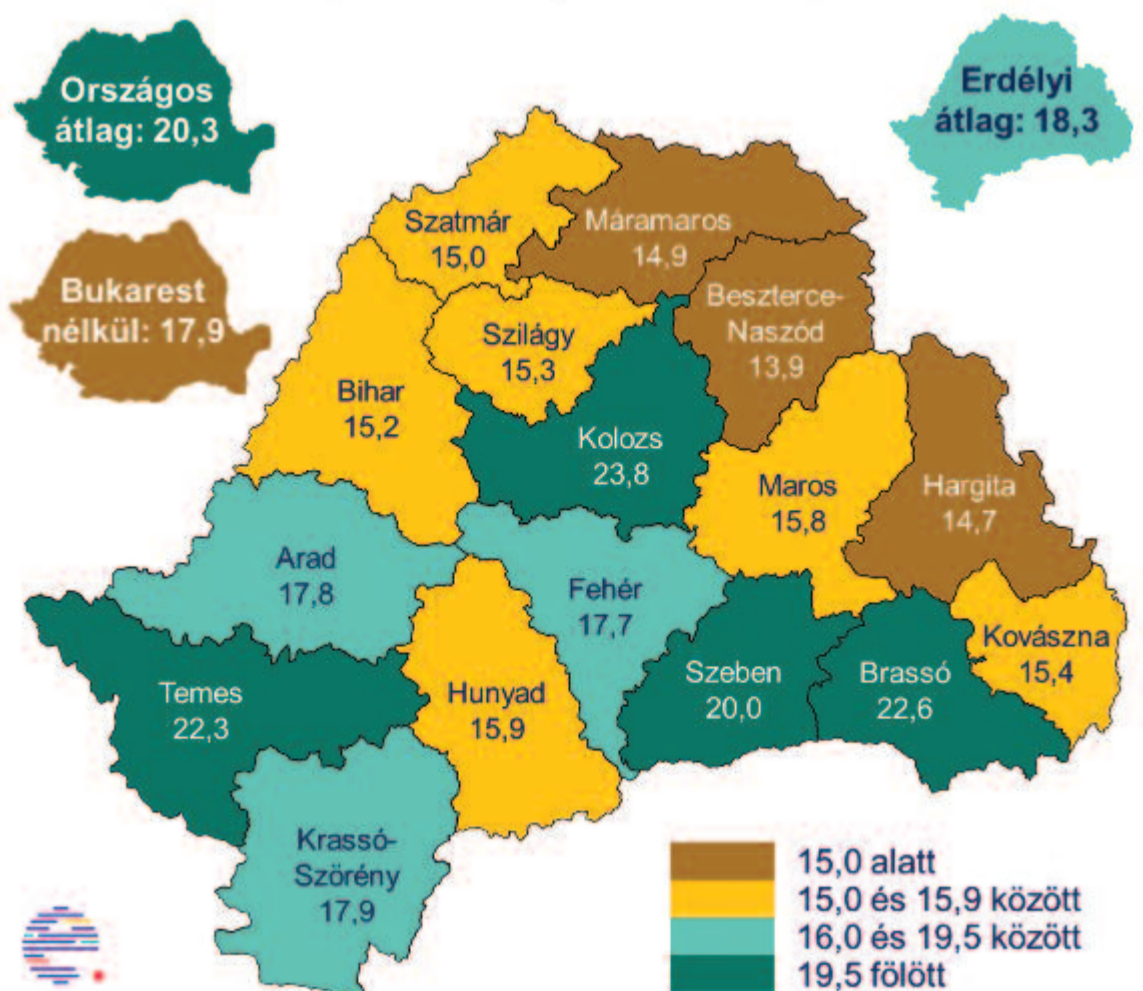 Országos
átlag: 20,3
Erdélyi
átlag: 18,3
Bukarest
nélkül: 17,9
Szatmár
15,0
Máramaros
14,9
Beszterce-
Naszód
13,9
Szilágy
15,3
Bihar
15,2
Kolozs
23,8
Maros
15,8
Hargita
14,7
Arad
17,8
Fehér
17,7
Kovászna
15,4
Temes
22,3
Hunyad
15,9
Szeben
20,0
Brassó
22,6
Krassó-
Szörény
17,9
15,0 alatt
15,0 és 15,9 között
16,0 és 19,5 között
19,5 fölött